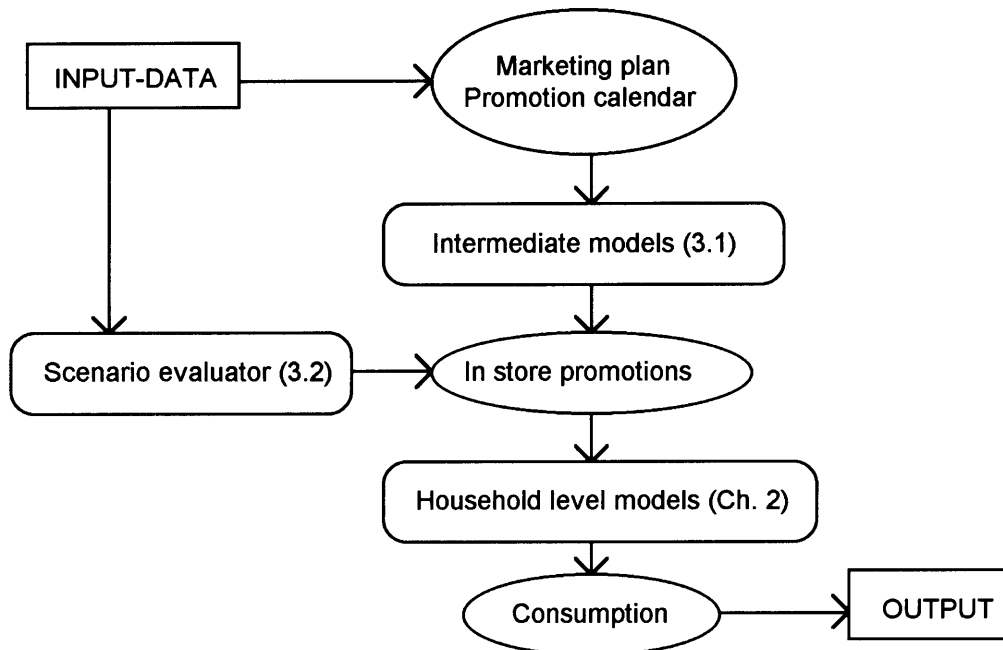 INPUT-DATA
Marketing plan
Promotion calendar
Intermediate models (3.1)
Scenario evaluator (3.2)
In store promotions
Household level models (Ch. 2)
Consumption
OUTPUT